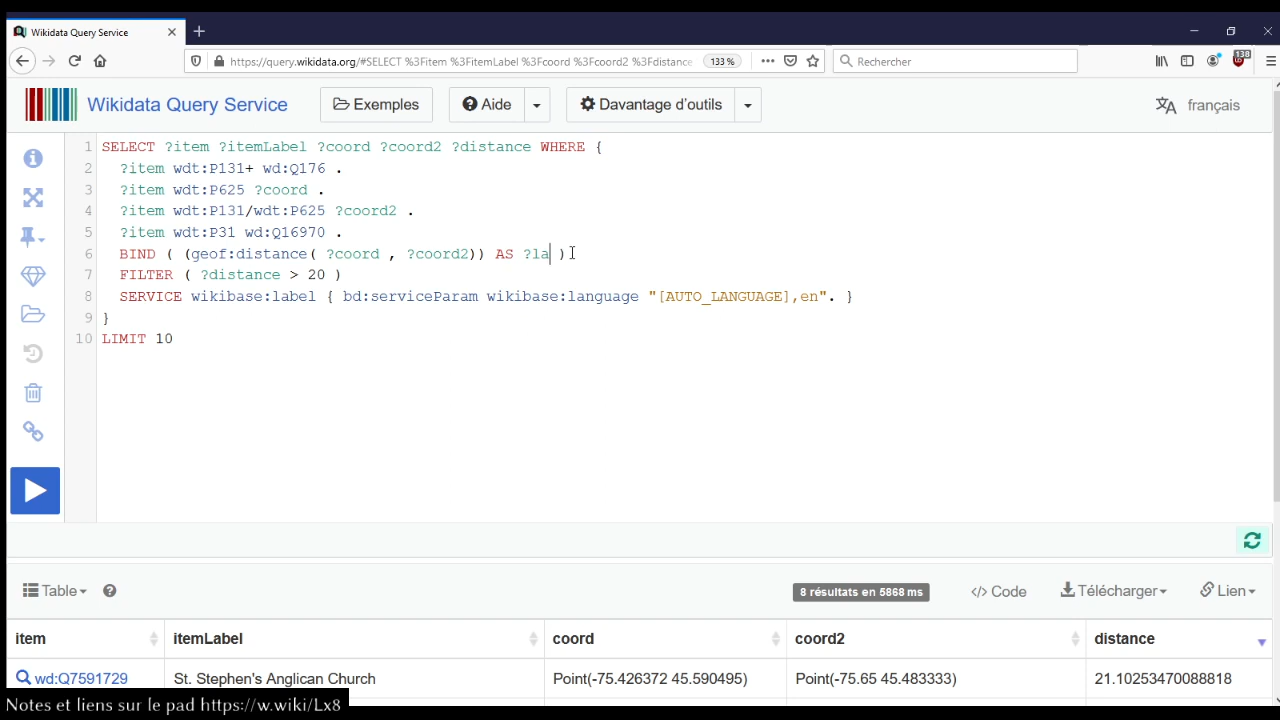 Wikidata Query Service
https://query.wikidata.org/#SELECT %3Fitem %3FitemLabel %3Fcoord %3Fcoord2 %3Fdistance
133 %
Rechercher
138
Wikidata Query Service
Exemples
Aide
Davantage d'outils
français
1 SELECT ?item ?itemLabel ?coord ?coord2 ?distance WHERE {
2 ?item wdt:P131+ wd:Q176 .
3 ?item wdt:P625 ?coord .
4 ?item wdt:P131/wdt:P625 ?coord2 .
5 ?item wdt:P31 wd:Q16970 .
6 BIND ( (geof:distance( ?coord , ?coord2)) AS ?la )
7 FILTER ( ?distance > 20 )
8 SERVICE wikibase:label { bd:serviceParam wikibase:language "[AUTO_LANGUAGE],en". }
9 }
10 LIMIT 10
Table
8 résultats en 5868 ms
</> Code
Télécharger
Lien
item itemLabel coord coord2 distance
wd:Q7591729 St. Stephen's Anglican Church Point(-75.426372 45.590495) Point(-75.65 45.483333) 21.10253470088818
Notes et liens sur le pad https://w.wiki/Lx8